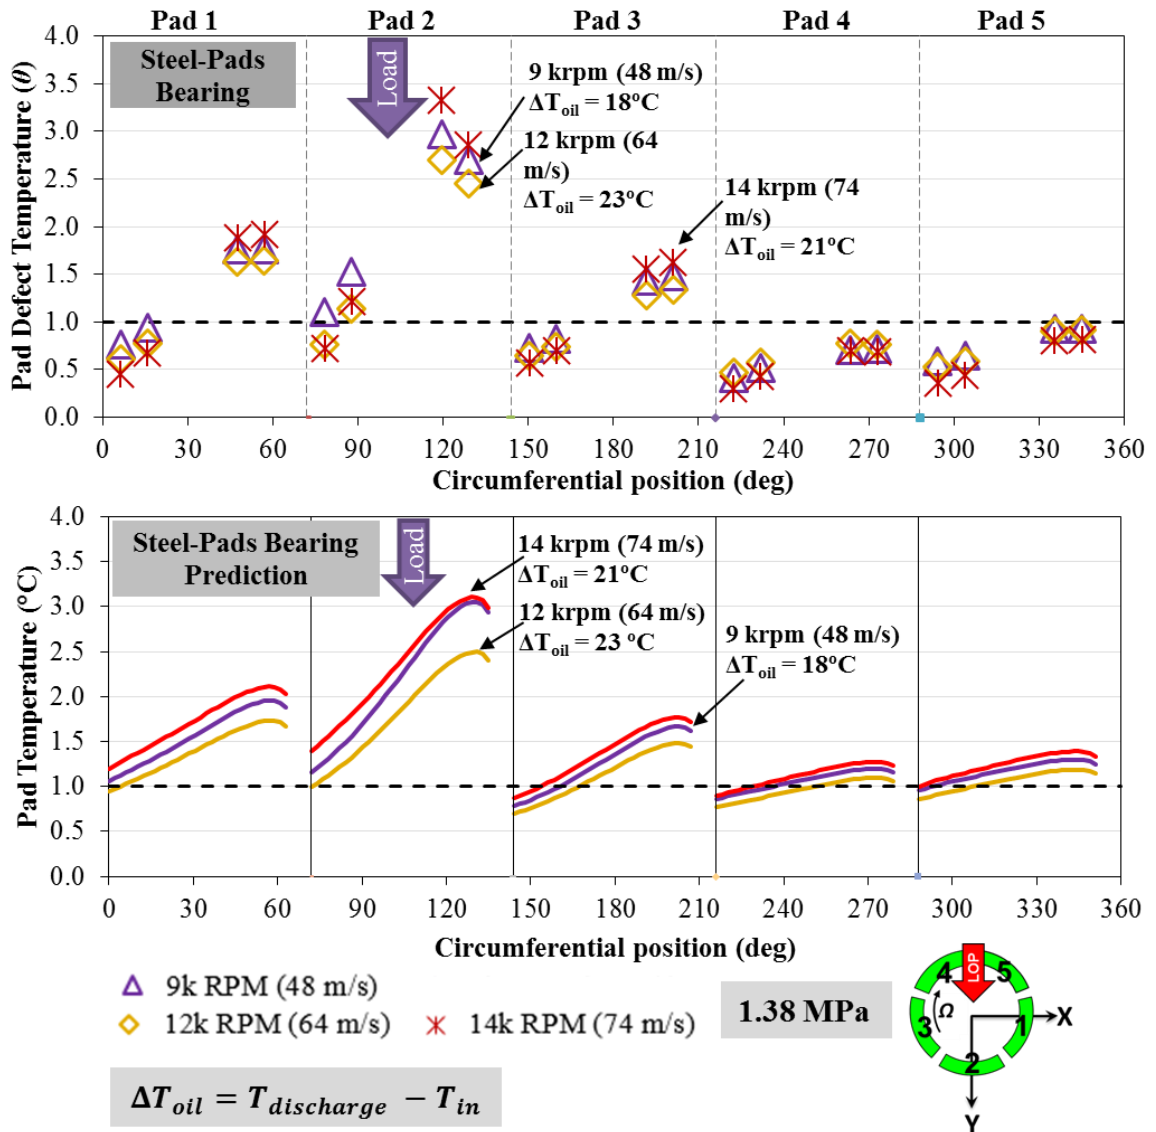 Pad 1 Pad 2 Pad 3 Pad 4 Pad 5
4.0
3.5
3.0
2.5
2.0
1.5
1.0
0.5
0.0
Pad Defect Temperature (θ)
Steel-Pads
Bearing
Load
9 krpm (48 m/s)
ΔToil = 18ºC
12 krpm (64
m/s)
ΔToil = 23ºC
14 krpm (74
m/s)
ΔToil = 21ºC
0 30 60 90 120 150 180 210 240 270 300 330 360
Circumferential position (deg)
4.0
3.5
3.0
2.5
2.0
1.5
1.0
0.5
0.0
Pad Temperature (°C)
Steel-Pads Bearing
Prediction
Load
14 krpm (74 m/s)
ΔToil = 21ºC
12 krpm (64 m/s)
ΔToil = 23 ºC
9 krpm (48 m/s)
ΔToil = 18ºC
0 30 60 90 120 150 180 210 240 270 300 330 360
Circumferential position (deg)
9k RPM (48 m/s)
12k RPM (64 m/s) 14k RPM (74 m/s)
1.38 MPa
LOP
4 5
3 Ω 1 X
2
Y
ΔToil = Tdischarge − Tin